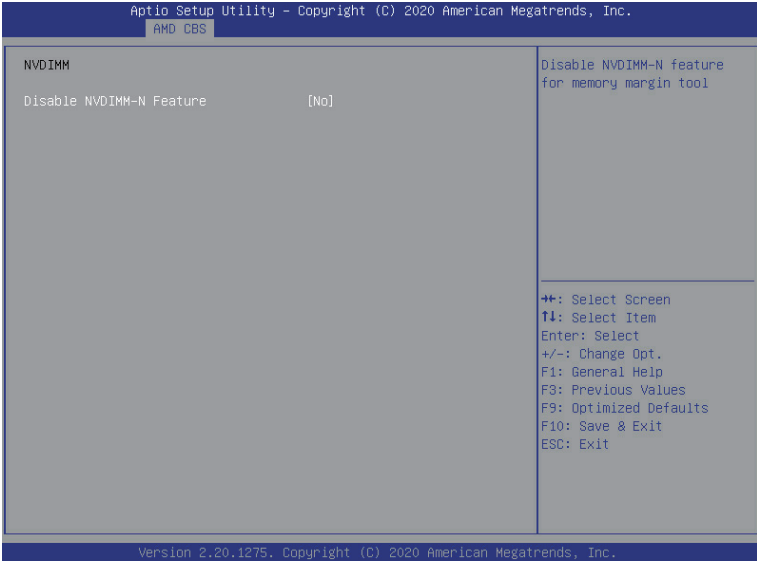 Aptio Setup Utility – Copyright (C) 2020 American Megatrends, Inc.
AMD CBS
NVDIMM
Disable NVDIMM-N Feature [No]
Disable NVDIMM-N feature
for memory margin tool
→←: Select Screen
↑↓: Select Item
Enter: Select
+/-: Change Opt.
F1: General Help
F3: Previous Values
F9: Optimized Defaults
F10: Save & Exit
ESC: Exit
Version 2.20.1275. Copyright (C) 2020 American Megatrends, Inc.